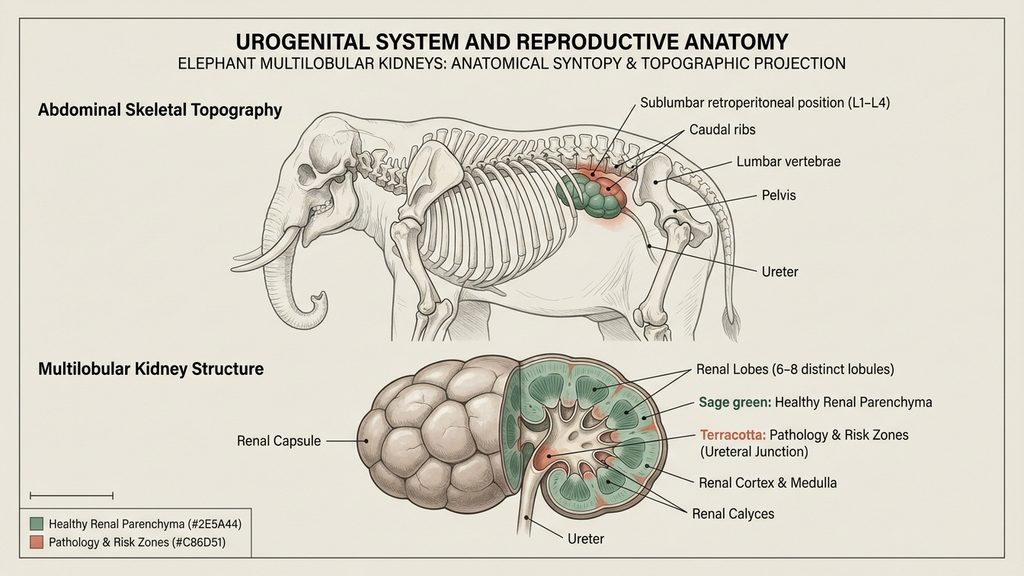 UROGENITAL SYSTEM AND REPRODUCTIVE ANATOMY
ELEPHANT MULTILOBULAR KIDNEYS: ANATOMICAL SYNTOPY & TOPOGRAPHIC PROJECTION
Abdominal Skeletal Topography
Sublumbar retroperitoneal position (L1–L4)
Caudal ribs
Lumbar vertebrae
Pelvis
Ureter
Multilobular Kidney Structure
Renal Capsule
Renal Lobes (6–8 distinct lobules)
Sage green: Healthy Renal Parenchyma
Terracotta: Pathology & Risk Zones
(Ureteral Junction)
Renal Cortex & Medulla
Renal Calyces
Ureter
Healthy Renal Parenchyma (#2E5A44)
Pathology & Risk Zones (#C86D51)